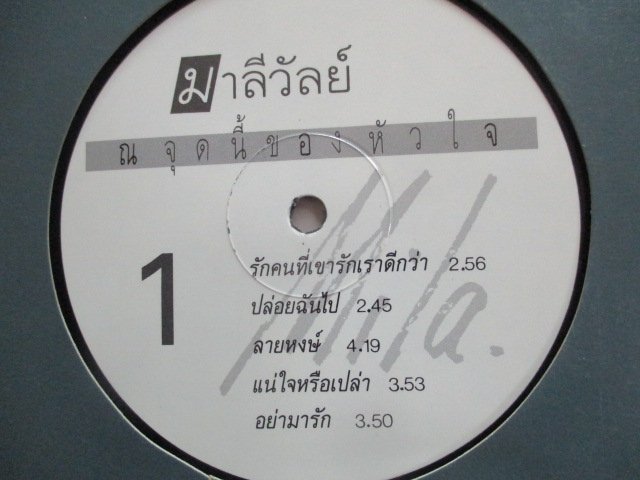 มาลีวัลย์
ณ จุดนี้ของหัวใจ
Mila.
1
รักคนที่เขารักเราดีกว่า 2.56
ปล่อยฉันไป 2.45
ลายหงษ์ 4.19
แน่ใจหรือเปล่า 3.53
อย่ามารัก 3.50